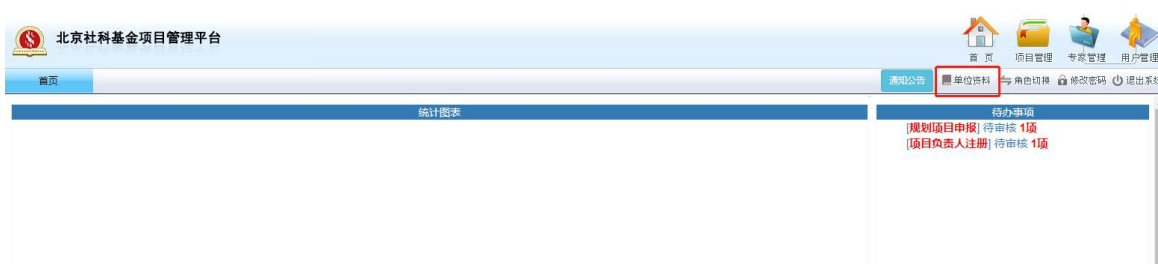 北京社科基金项目管理平台
首 页 项目管理 专家管理 用户管理
首页 通知公告 单位资料 角色切换 修改密码 退出系统
统计图表 待办事项
[规划项目申报] 待审核 1项
[项目负责人注册] 待审核 1项